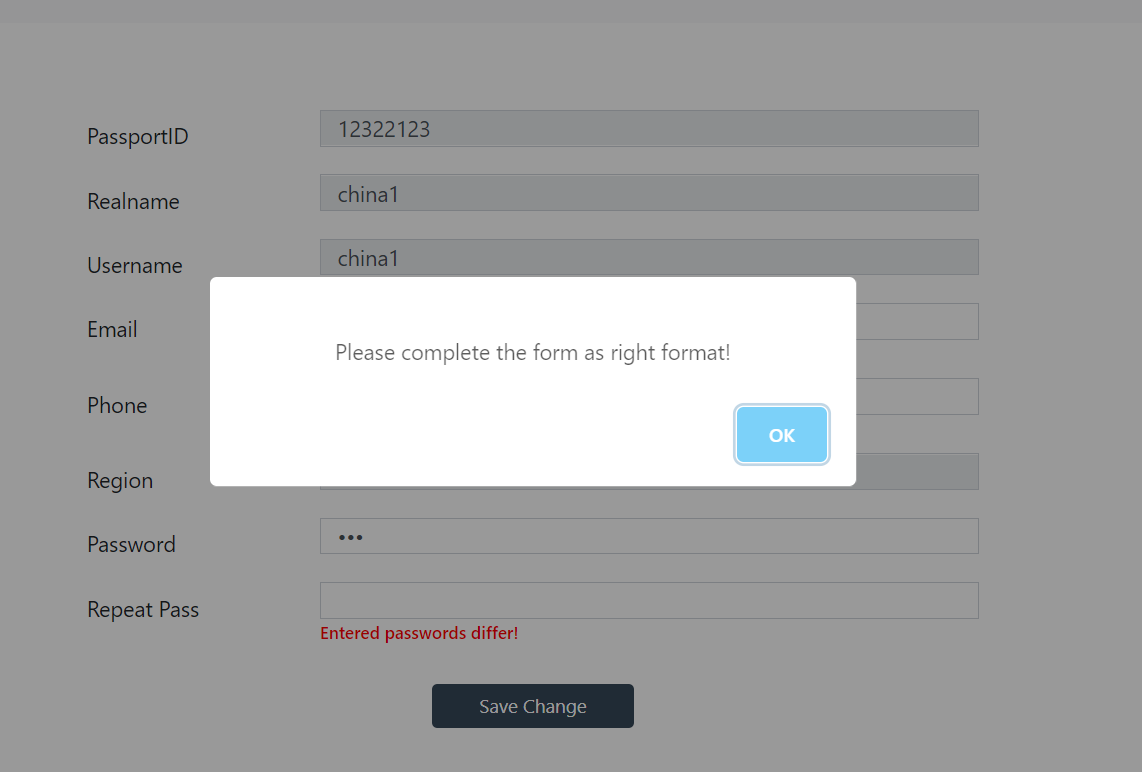 PassportID
12322123
Realname
china1
Username
china1
Email
Please complete the form as right format!
Phone
OK
Region
Password
•••
Repeat Pass
Entered passwords differ!
Save Change